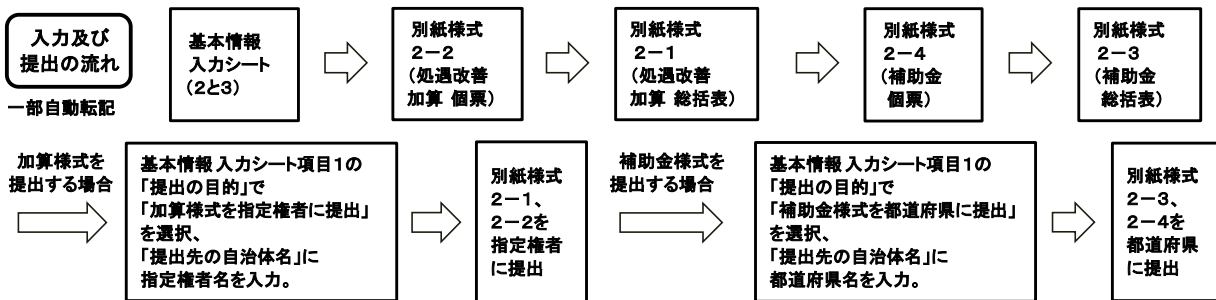 入力及び
提出の流れ
一部自動転記
基本情報
入力シート
(2と3)
別紙様式
2－2
(処遇改善
加算 個票)
別紙様式
2－1
(処遇改善
加算 総括表)
別紙様式
2－4
(補助金
個票)
別紙様式
2－3
(補助金
総括表)
加算様式を
提出する場合
基本情報 入力シート項目1の
「提出の目的」で
「加算様式を指定権者に提出」
を選択、
「提出先の自治体名」に
指定権者名を入力。
別紙様式
2－1、
2－2を
指定権者
に提出
補助金様式を
提出する場合
基本情報 入力シート項目1の
「提出の目的」で
「補助金様式を都道府県に提出」
を選択、
「提出先の自治体名」に
都道府県名を入力。
別紙様式
2－3、
2－4を
都道府県
に提出